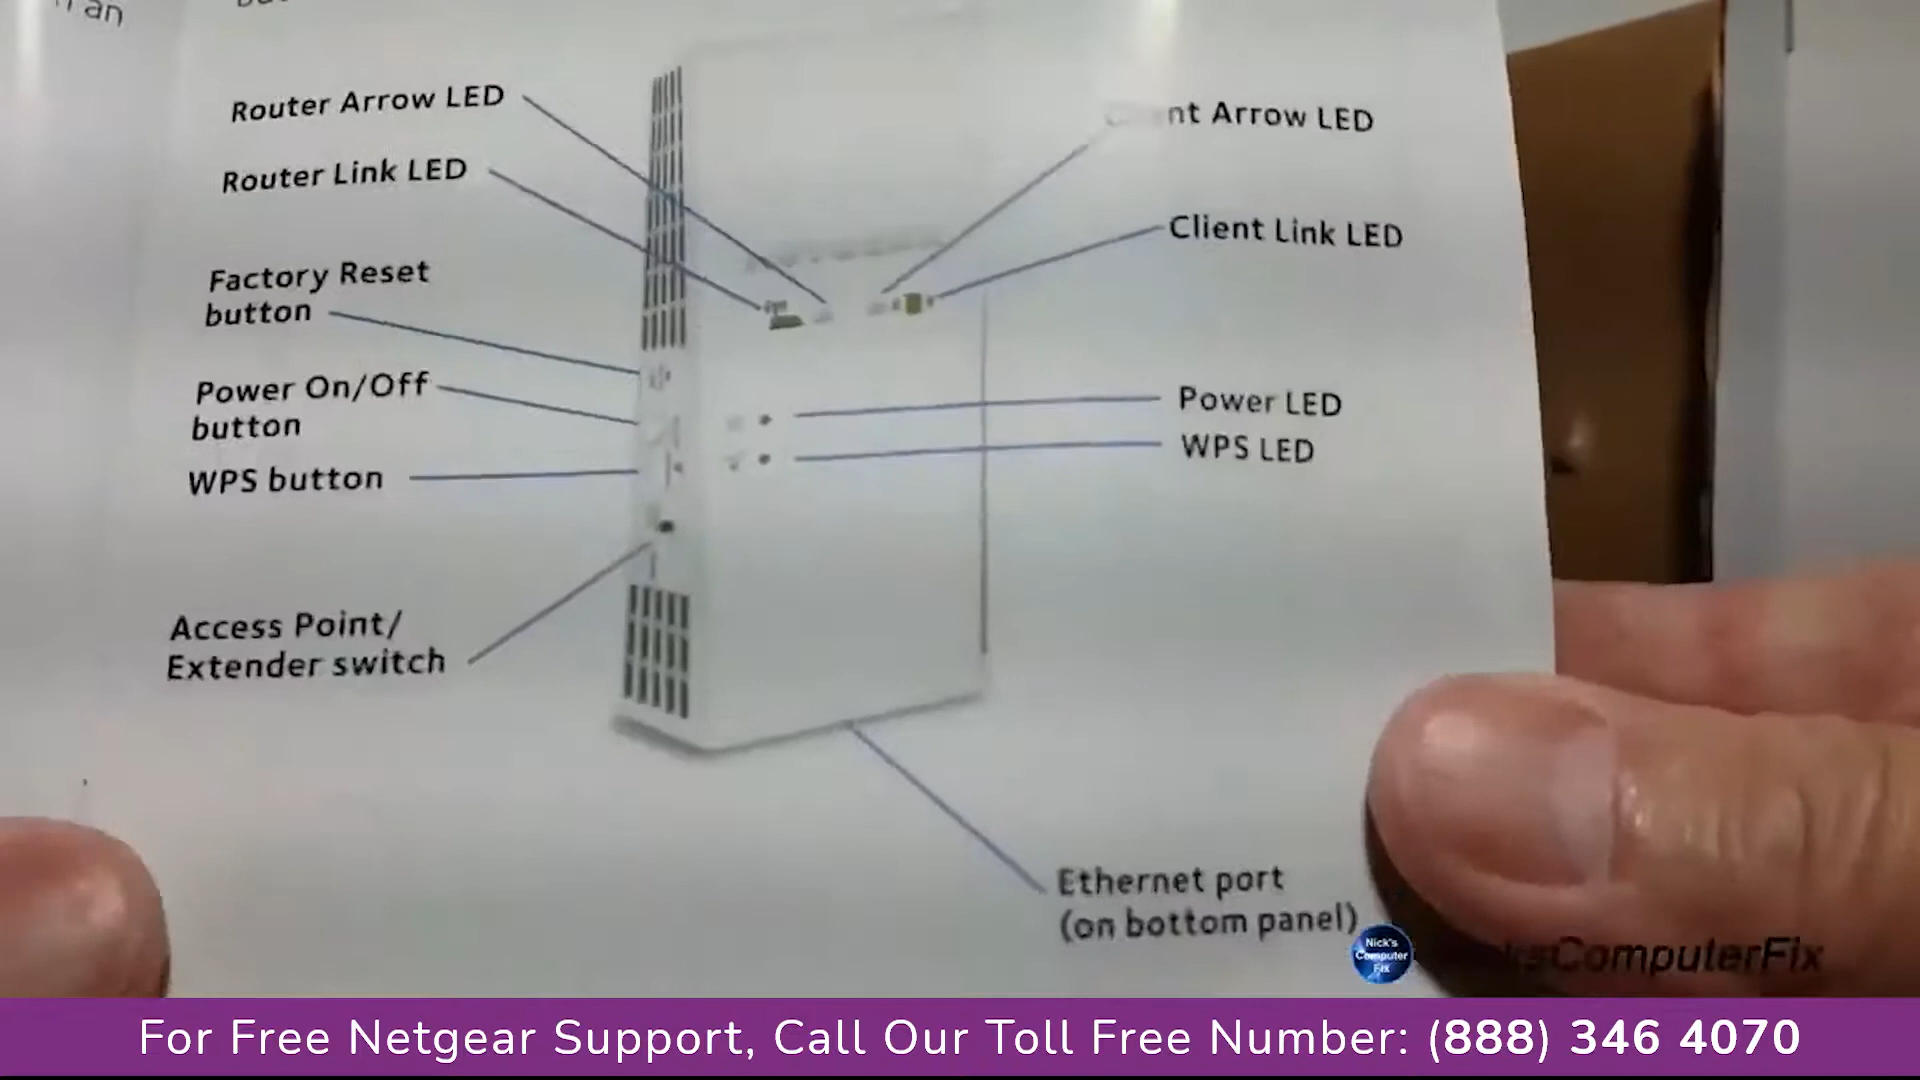 an
Router Arrow LED
Router Link LED
Factory Reset
button
Power On/Off
button
WPS button
Access Point/
Extender switch
Arrow LED
Client Link LED
Power LED
WPS LED
Ethernet port
(on bottom panel)
Nick's
Computer
Fix
For Free Netgear Support, Call Our Toll Free Number: (888) 346 4070